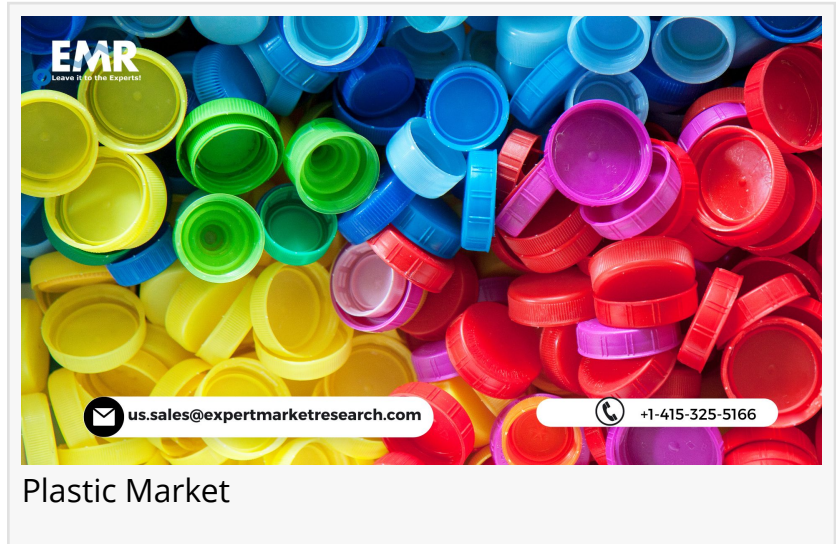 EMR
Leave it to the Experts!
us.sales@expertmarketresearch.com
+1-415-325-5166
Plastic Market